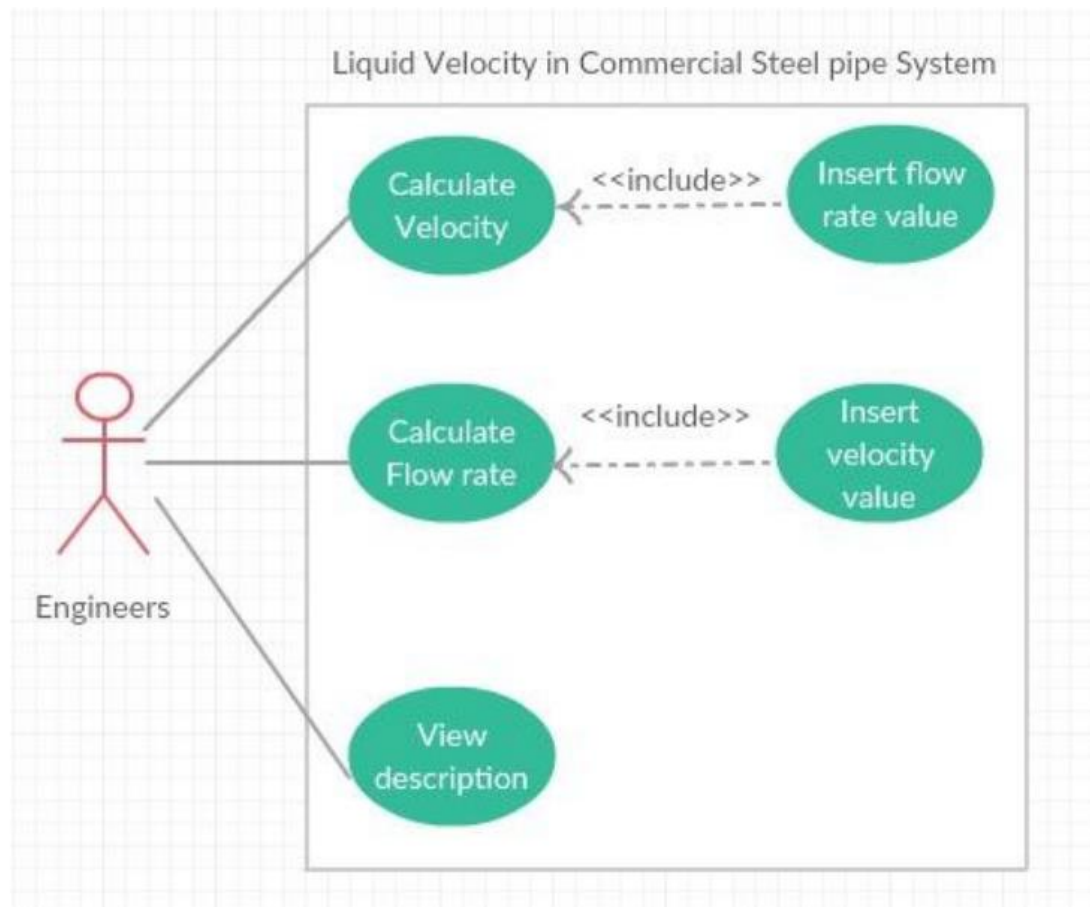 Liquid Velocity in Commercial Steel pipe System
Calculate
Velocity
<<include>>
Insert flow
rate value
Calculate
Flow rate
<<include>>
Insert
velocity
value
Engineers
View
description